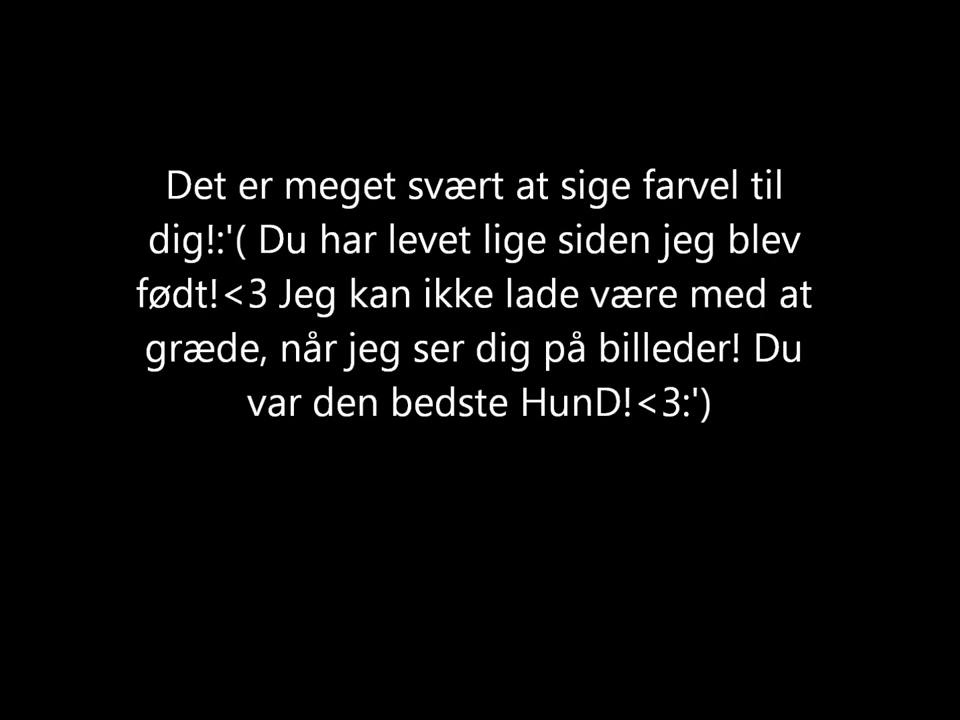 Det er meget svært at sige farvel til
dig!:'( Du har levet lige siden jeg blev
født!<3 Jeg kan ikke lade være med at
græde, når jeg ser dig på billeder! Du
var den bedste HunD!<3:')